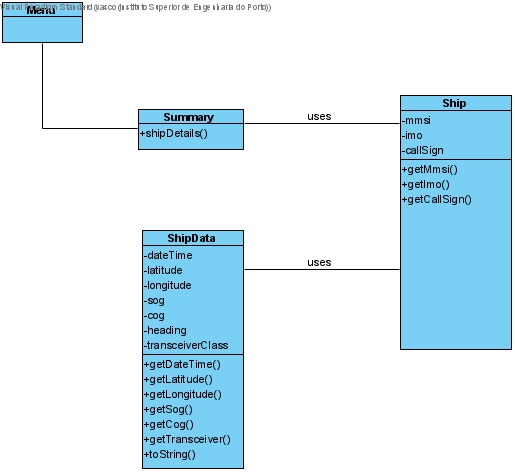 Visual Paradigm Standard(vasco(Instituto Superior de Engenharia do Porto))
Menu
Summary
+shipDetails()
uses
Ship
-mmsi
-imo
-callSign
+getMmsi()
+getImo()
+getCallSign()
ShipData
-dateTime
-latitude
-longitude
-sog
-cog
-heading
-transceiverClass
+getDateTime()
+getLatitude()
+getLongitude()
+getSog()
+getCog()
+getTransceiver()
+toString()
uses